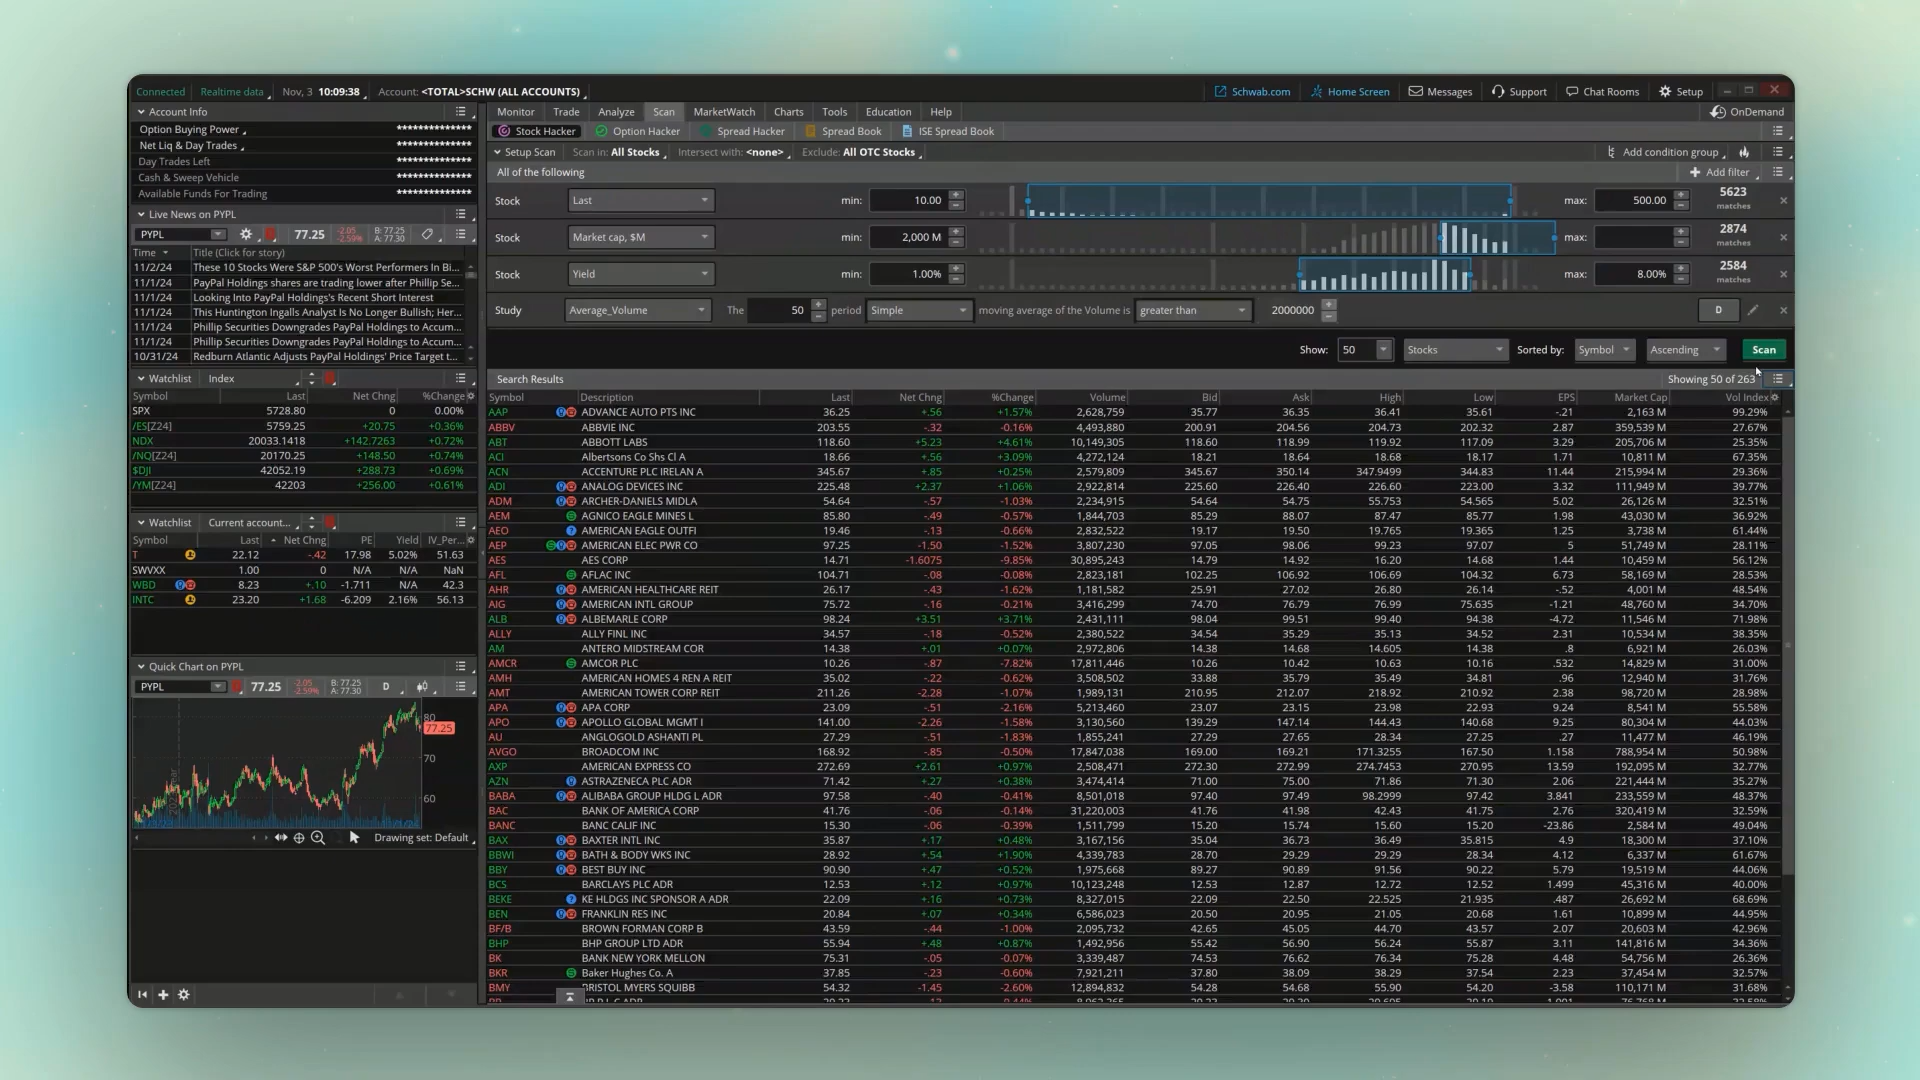 Connected Realtime data Nov, 3 10:09:38 Account: <TOTAL>SCHW (ALL ACCOUNTS) Schwab.com Home Screen Messages Support Chat Rooms Setup
Account Info
Option Buying Power **************
Net Liq & Day Trades **************
Day Trades Left **************
Cash & Sweep Vehicle **************
Available Funds For Trading **************
Live News on PYPL
PYPL 77.25 -2.05 -2.59% B: 77.25 A: 77.30
Time Title (Click for story)
11/2/24 These 10 Stocks Were S&P 500's Worst Performers In Bi...
11/1/24 PayPal Holdings shares are trading lower after Phillip Se...
11/1/24 Looking Into PayPal Holdings's Recent Short Interest
11/1/24 This Huntington Ingalls Analyst Is No Longer Bullish; Her...
11/1/24 Phillip Securities Downgrades PayPal Holdings to Accum...
11/1/24 Phillip Securities Downgrades PayPal Holdings to Accum...
10/31/24 Redburn Atlantic Adjusts PayPal Holdings' Price Target t...
Watchlist Index
Symbol Last Net Chng %Change
SPX 5728.80 0 0.00%
/ES[Z24] 5759.25 +20.75 +0.36%
NDX 20033.1418 +142.7263 +0.72%
/NQ[Z24] 20170.25 +148.50 +0.74%
$DJI 42052.19 +288.73 +0.69%
/YM[Z24] 42203 +256.00 +0.61%
Watchlist Current account...
Symbol Last Net Chng PE Yield IV_Per...
T 22.12 -.42 17.98 5.02% 51.63
SWVXX 1.00 0 N/A N/A NaN
WBD 8.23 +.10 -1.711 N/A 42.3
INTC 23.20 +1.68 -6.209 2.16% 56.13
Quick Chart on PYPL
PYPL 77.25 -2.05 -2.59% B: 77.25 A: 77.30 D
80
77.25
70
60
Drawing set: Default
Monitor Trade Analyze Scan MarketWatch Charts Tools Education Help OnDemand
Stock Hacker Option Hacker Spread Hacker Spread Book ISE Spread Book
Setup Scan Scan in: All Stocks Intersect with: <none> Exclude: All OTC Stocks Add condition group
All of the following Add filter
Stock Last min: 10.00 max: 500.00 5623 matches
Stock Market cap, $M min: 2,000 M max: 2874 matches
Stock Yield min: 1.00% max: 8.00% 2584 matches
Study Average_Volume The 50 period Simple moving average of the Volume is greater than 2000000 D
Show: 50 Stocks Sorted by: Symbol Ascending Scan
Search Results Showing 50 of 263
Symbol Description Last Net Chng %Change Volume Bid Ask High Low EPS Market Cap Vol Index
AAP ADVANCE AUTO PTS INC 36.25 +.56 +1.57% 2,628,759 35.77 36.35 36.41 35.61 -.21 2,163 M 99.29%
ABBV ABBVIE INC 203.55 -.32 -0.16% 4,493,880 200.91 204.56 204.73 202.32 2.87 359,539 M 27.67%
ABT ABBOTT LABS 118.60 +5.23 +4.61% 10,149,305 118.60 118.99 119.92 117.09 3.29 205,706 M 25.35%
ACI Albertsons Co Shs Cl A 18.66 +.56 +3.09% 4,272,124 18.21 18.64 18.68 18.17 1.71 10,811 M 67.35%
ACN ACCENTURE PLC IRELAN A 345.67 +.85 +0.25% 2,579,809 345.67 350.14 347.9499 344.83 11.44 215,994 M 29.36%
ADI ANALOG DEVICES INC 225.48 +2.37 +1.06% 2,922,814 225.60 226.40 226.60 223.00 3.32 111,949 M 39.77%
ADM ARCHER-DANIELS MIDLA 54.64 -.57 -1.03% 2,234,915 54.64 54.75 55.753 54.565 5.02 26,126 M 32.51%
AEM AGNICO EAGLE MINES L 85.80 -.49 -0.57% 1,844,703 85.29 88.07 87.47 85.77 1.98 43,030 M 36.92%
AEO AMERICAN EAGLE OUTFI 19.46 -.13 -0.66% 2,832,522 19.17 19.50 19.765 19.365 1.25 3,738 M 61.44%
AEP AMERICAN ELEC PWR CO 97.25 -1.50 -1.52% 3,807,230 97.05 98.06 99.23 97.07 5 51,749 M 28.11%
AES AES CORP 14.71 -1.6075 -9.85% 30,895,243 14.79 14.92 16.20 14.68 1.44 10,459 M 56.12%
AFL AFLAC INC 104.71 -.08 -0.08% 2,823,181 102.25 106.92 106.69 104.32 6.73 58,169 M 28.53%
AHR AMERICAN HEALTHCARE REIT 26.17 -.43 -1.62% 1,181,582 25.91 27.02 26.80 26.14 -.52 4,001 M 48.54%
AIG AMERICAN INTL GROUP 75.72 -.16 -0.21% 3,416,299 74.70 76.79 76.99 75.635 -1.21 48,760 M 34.70%
ALB ALBEMARLE CORP 98.24 +3.51 +3.71% 2,431,111 98.04 99.51 99.40 94.38 -4.72 11,546 M 71.98%
ALLY ALLY FINL INC 34.57 -.18 -0.52% 2,380,522 34.54 35.29 35.13 34.52 2.31 10,534 M 38.35%
AM ANTERO MIDSTREAM COR 14.38 +.01 +0.07% 2,972,806 14.38 14.68 14.605 14.38 .8 6,921 M 26.03%
AMCR AMCOR PLC 10.26 -.87 -7.82% 17,811,446 10.26 10.42 10.63 10.16 .532 14,829 M 31.00%
AMH AMERICAN HOMES 4 REN A REIT 35.02 -.22 -0.62% 3,508,502 33.88 35.79 35.49 34.81 .96 12,940 M 31.76%
AMT AMERICAN TOWER CORP REIT 211.26 -2.28 -1.07% 1,989,131 210.95 212.07 218.92 210.92 2.38 98,720 M 28.98%
APA APA CORP 23.09 -.51 -2.16% 5,213,460 23.07 23.15 23.98 22.93 9.24 8,541 M 55.58%
APO APOLLO GLOBAL MGMT I 141.00 -2.26 -1.58% 3,130,560 139.29 147.14 144.43 140.68 9.25 80,304 M 44.03%
AU ANGLOGOLD ASHANTI PL 27.29 -.51 -1.83% 1,855,241 27.29 27.65 28.34 27.25 .27 11,477 M 46.19%
AVGO BROADCOM INC 168.92 -.85 -0.50% 17,847,038 169.00 169.21 171.3255 167.50 1.158 788,954 M 50.98%
AXP AMERICAN EXPRESS CO 272.69 +2.61 +0.97% 2,508,471 272.30 272.99 274.7453 270.95 13.59 192,095 M 32.77%
AZN ASTRAZENECA PLC ADR 71.42 +.27 +0.38% 3,474,414 71.00 75.00 71.86 71.30 2.06 221,444 M 35.27%
BABA ALIBABA GROUP HLDG L ADR 97.58 -.40 -0.41% 8,501,018 97.40 97.49 98.2999 97.42 3.841 233,559 M 48.37%
BAC BANK OF AMERICA CORP 41.76 -.06 -0.14% 31,220,003 41.76 41.98 42.43 41.75 2.76 320,419 M 32.59%
BANC BANC CALIF INC 15.30 -.06 -0.39% 1,511,799 15.20 15.74 15.60 15.20 -23.86 2,584 M 49.04%
BAX BAXTER INTL INC 35.87 +.17 +0.48% 3,167,156 35.04 36.73 36.49 35.815 4.9 18,300 M 37.10%
BBWI BATH & BODY WKS INC 28.92 +.54 +1.90% 4,339,783 28.70 29.29 29.29 28.34 4.12 6,337 M 61.67%
BBY BEST BUY INC 90.90 +.47 +0.52% 1,975,668 89.27 90.89 91.56 90.22 5.79 19,519 M 44.06%
BCS BARCLAYS PLC ADR 12.53 +.12 +0.97% 10,123,248 12.53 12.87 12.72 12.52 1.499 45,316 M 40.00%
BEKE KE HLDGS INC SPONSOR A ADR 22.09 +.16 +0.73% 8,327,015 22.09 22.50 22.525 21.935 .487 26,692 M 68.69%
BEN FRANKLIN RES INC 20.84 +.07 +0.34% 6,586,023 20.50 20.95 21.05 20.68 1.61 10,899 M 44.95%
BF/B BROWN FORMAN CORP B 43.59 -.44 -1.00% 2,095,732 42.65 45.05 44.70 43.57 2.07 20,603 M 42.96%
BHP BHP GROUP LTD ADR 55.94 +.48 +0.87% 1,492,956 55.42 56.90 56.24 55.87 3.11 141,816 M 34.36%
BK BANK NEW YORK MELLON 75.31 -.05 -0.07% 3,339,487 74.53 76.62 76.34 75.28 4.48 54,756 M 26.36%
BKR Baker Hughes Co. A 37.85 -.23 -0.60% 7,921,211 37.80 38.09 38.29 37.54 2.23 37,454 M 32.57%
BMY BRISTOL MYERS SQUIBB 54.32 -1.45 -2.60% 12,894,832 54.28 54.68 55.90 54.20 -3.58 110,171 M 31.68%